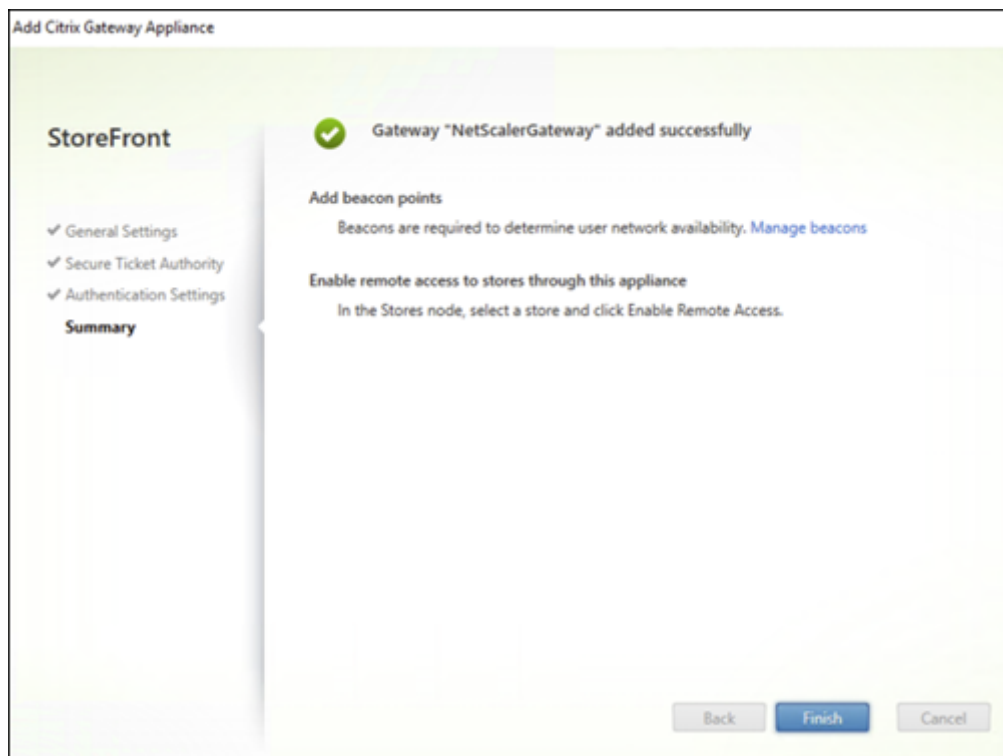 Add Citrix Gateway Appliance
StoreFront
General Settings
Secure Ticket Authority
Authentication Settings
Summary
Gateway "NetScalerGateway" added successfully
Add beacon points
Beacons are required to determine user network availability. Manage beacons
Enable remote access to stores through this appliance
In the Stores node, select a store and click Enable Remote Access.
Back
Finish
Cancel